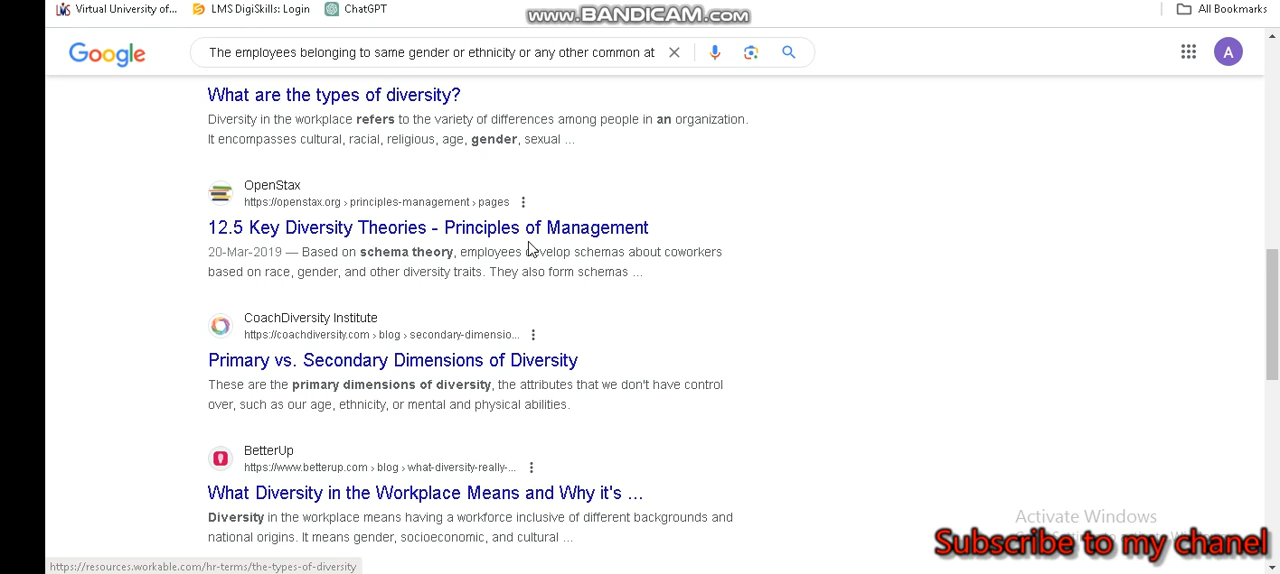 Virtual University of...
LMS DigiSkills: Login
ChatGPT
www.BANDICAM.com
All Bookmarks
Google
The employees belonging to same gender or ethnicity or any other common at
A
What are the types of diversity?
Diversity in the workplace refers to the variety of differences among people in an organization.
It encompasses cultural, racial, religious, age, gender, sexual ...
OpenStax
https://openstax.org › principles-management › pages
12.5 Key Diversity Theories - Principles of Management
20-Mar-2019 — Based on schema theory, employees develop schemas about coworkers
based on race, gender, and other diversity traits. They also form schemas ...
CoachDiversity Institute
https://coachdiversity.com › blog › secondary-dimensio...
Primary vs. Secondary Dimensions of Diversity
These are the primary dimensions of diversity, the attributes that we don't have control
over, such as our age, ethnicity, or mental and physical abilities.
BetterUp
https://www.betterup.com › blog › what-diversity-really-...
What Diversity in the Workplace Means and Why it's ...
Diversity in the workplace means having a workforce inclusive of different backgrounds and
national origins. It means gender, socioeconomic, and cultural ...
Activate Windows
Subscribe to my chanel
https://resources.workable.com/hr-terms/the-types-of-diversity